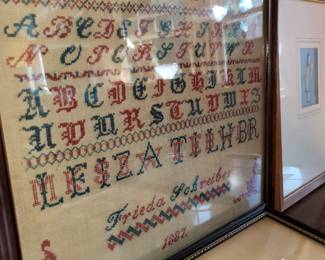 A B C D E F G H I K L
N O P Q R S T U V W R
A B C D E F G H I K L M
N O P Q R S T U V W X Z
M E S Z A T E L H B R
Frieda Schreiber
1887.